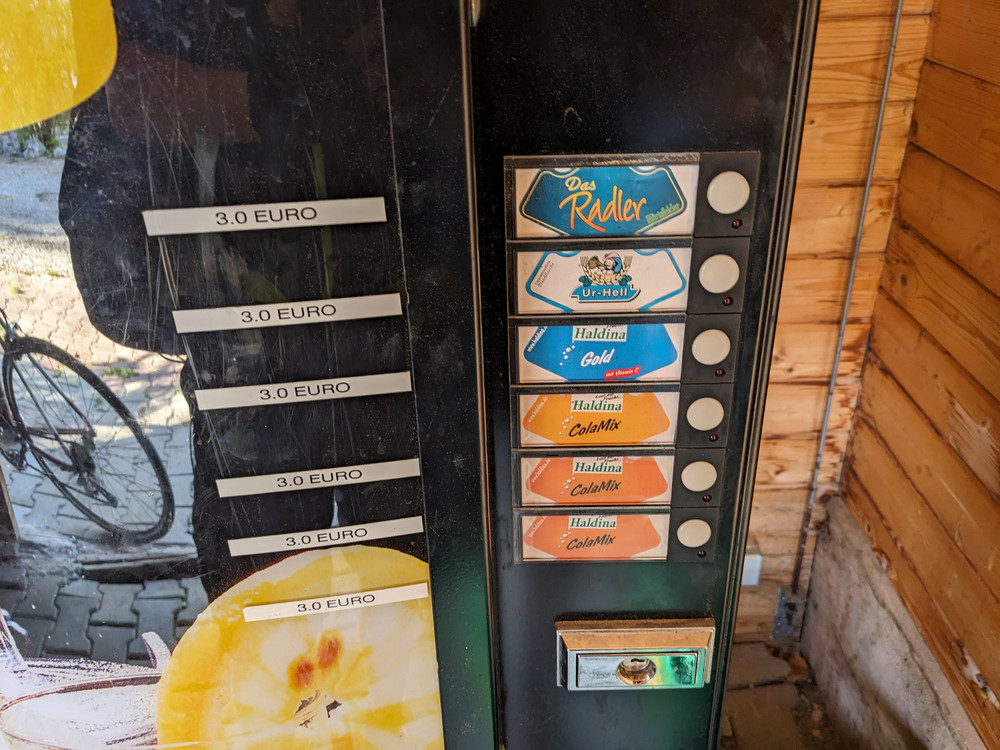 3.0 EURO
3.0 EURO
3.0 EURO
3.0 EURO
3.0 EURO
3.0 EURO
Das
Radler
Ur-Hell
Haldina
Gold
mit Vitamin C
Haldina
ColaMix
Haldina
ColaMix
Haldina
ColaMix